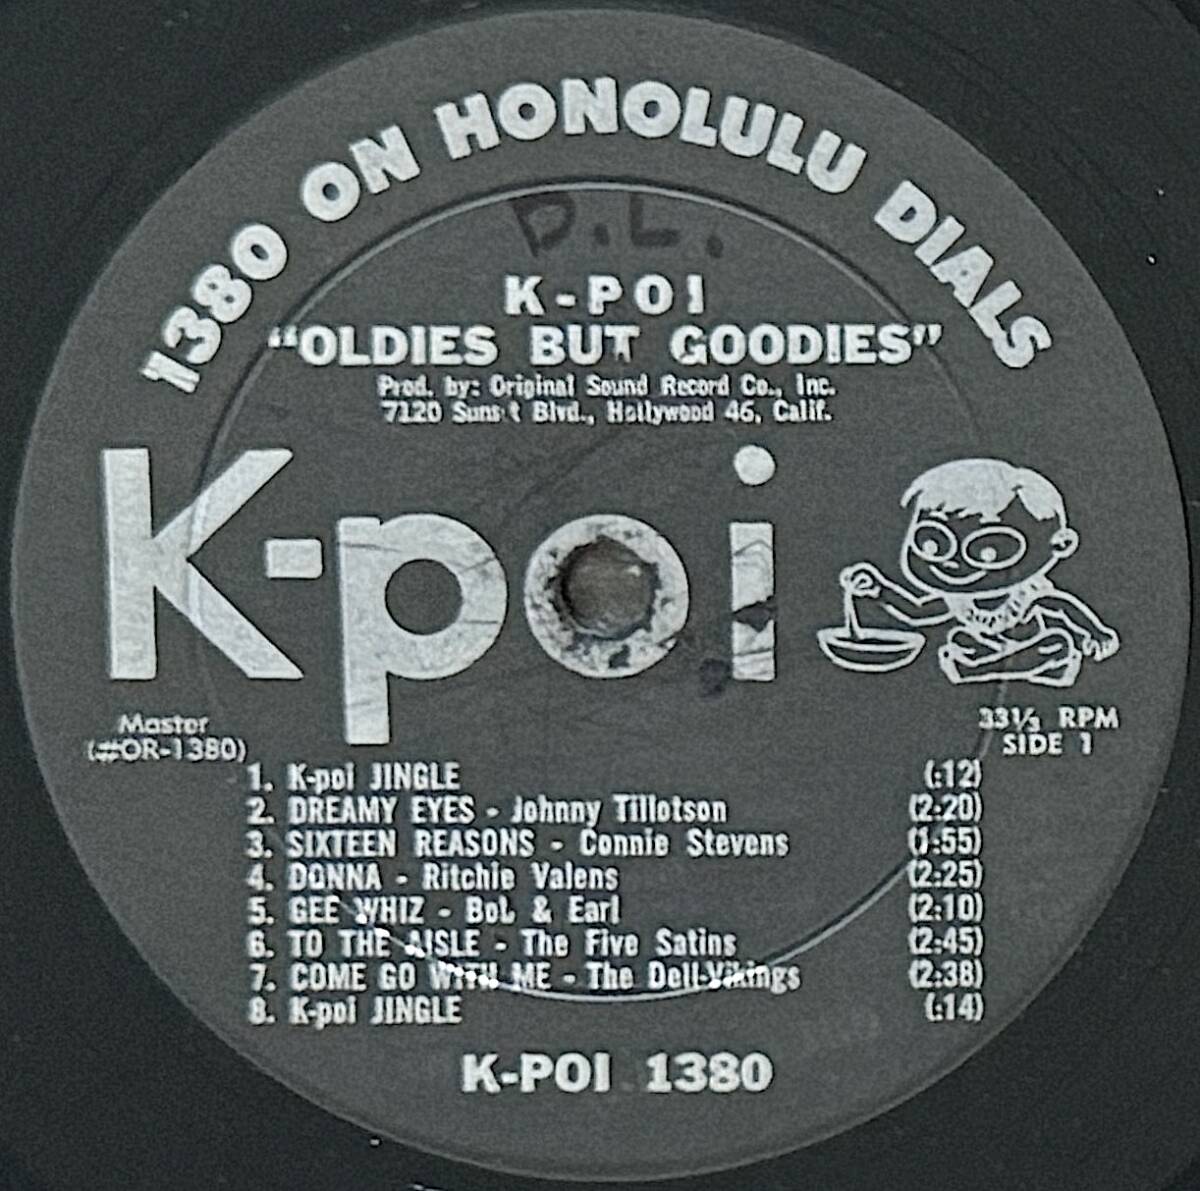 1380 ON HONOLULU DIALS
D.L.
K-POI
"OLDIES BUT GOODIES"
Prod. by: Original Sound Record Co., Inc.
7120 Suns t Blvd., Hollywood 46, Calif.
K-poi
Master
(#OR-1380)
33⅓ RPM
SIDE 1
1. K-poi JINGLE (:12)
2. DREAMY EYES - Johnny Tillotson (2:20)
3. SIXTEEN REASONS - Connie Stevens (1:55)
4. DONNA - Ritchie Valens (2:25)
5. GEE WHIZ - Bob & Earl (2:10)
6. TO THE AISLE - The Five Satins (2:45)
7. COME GO WITH ME - The Dell-Vikings (2:38)
8. K-poi JINGLE (:14)
K-POI 1380